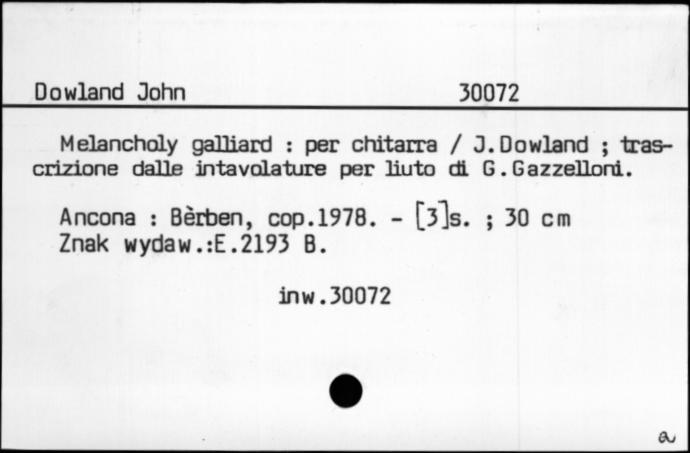 Dowland John 30072
Melancholy galliard : per chitarra / J.Dowland ; tras-
crizione dalle intavolature per liuto di G.Gazzelloni.
Ancona : Bèrben, cop.1978. - [3]s. ; 30 cm
Znak wydaw.:E.2193 B.
inw.30072